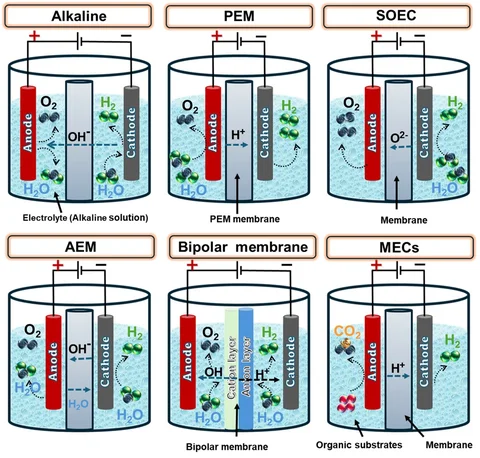 Alkaline
PEM
SOEC
+ −
+ −
+ −
O2
H2
OH-
Anode
Cathode
H2O
H2O
Electrolyte (Alkaline solution)
O2
H2
H+
Anode
Cathode
H2O
PEM membrane
O2
H2
O2-
Anode
Cathode
H2O
Membrane
AEM
Bipolar membrane
MECs
+ −
+ −
+ −
O2
H2
OH-
Anode
Cathode
H2O
H2O
H2O
O2
H2
OH-
H+
Anode
Cation layer
Anion layer
Cathode
H2O
H2O
Bipolar membrane
CO2
H2
H+
Anode
Cathode
Organic substrates
Membrane